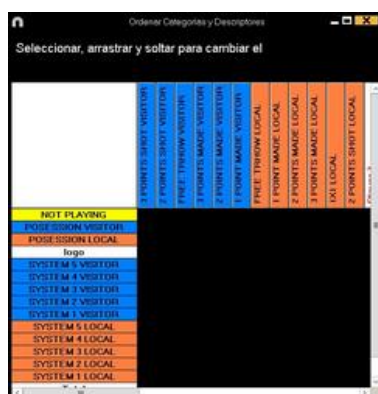 Ordenar Categorias y Descriptores
Seleccionar, arrastrar y soltar para cambiar el
3 POINTS SHOT VISITOR
2 POINTS SHOT VISITOR
FREE TRHOW VISITOR
3 POINTS MADE VISITOR
2 POINTS MADE VISITOR
1 POINT MADE VISITOR
FREE TRHOW LOCAL
1 POINT MADE LOCAL
2 POINTS MADE LOCAL
3 POINTS MADE LOCAL
1X1 LOCAL
2 POINTS SHOT LOCAL
NOT PLAYING
POSESSION VISITOR
POSESSION LOCAL
logo
SYSTEM 5 VISITOR
SYSTEM 4 VISITOR
SYSTEM 3 VISITOR
SYSTEM 2 VISITOR
SYSTEM 1 VISITOR
SYSTEM 5 LOCAL
SYSTEM 4 LOCAL
SYSTEM 3 LOCAL
SYSTEM 2 LOCAL
SYSTEM 1 LOCAL